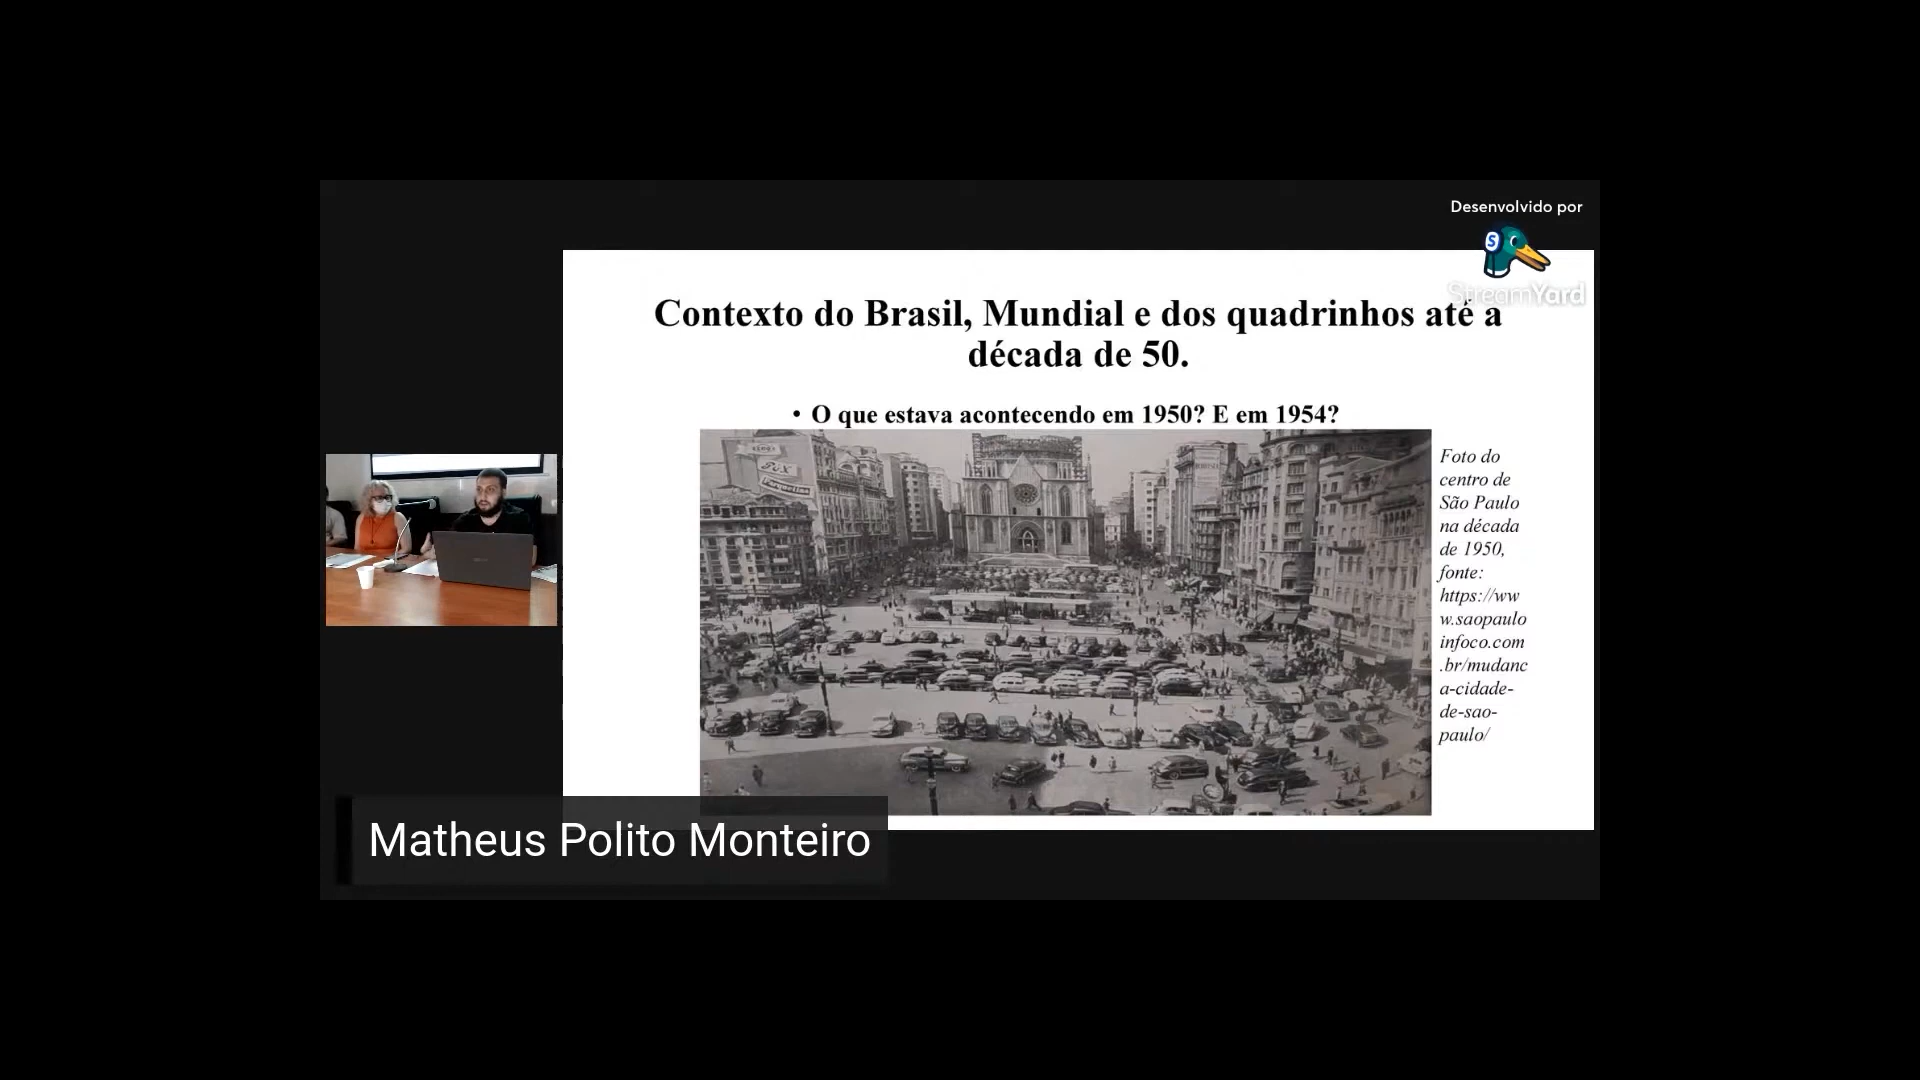 Desenvolvido por
StreamYard
Contexto do Brasil, Mundial e dos quadrinhos até a
década de 50.
• O que estava acontecendo em 1950? E em 1954?
Foto do
centro de
São Paulo
na década
de 1950,
fonte:
https://ww
w.saopaulo
infoco.com
.br/mudanc
a-cidade-
de-sao-
paulo/
Matheus Polito Monteiro